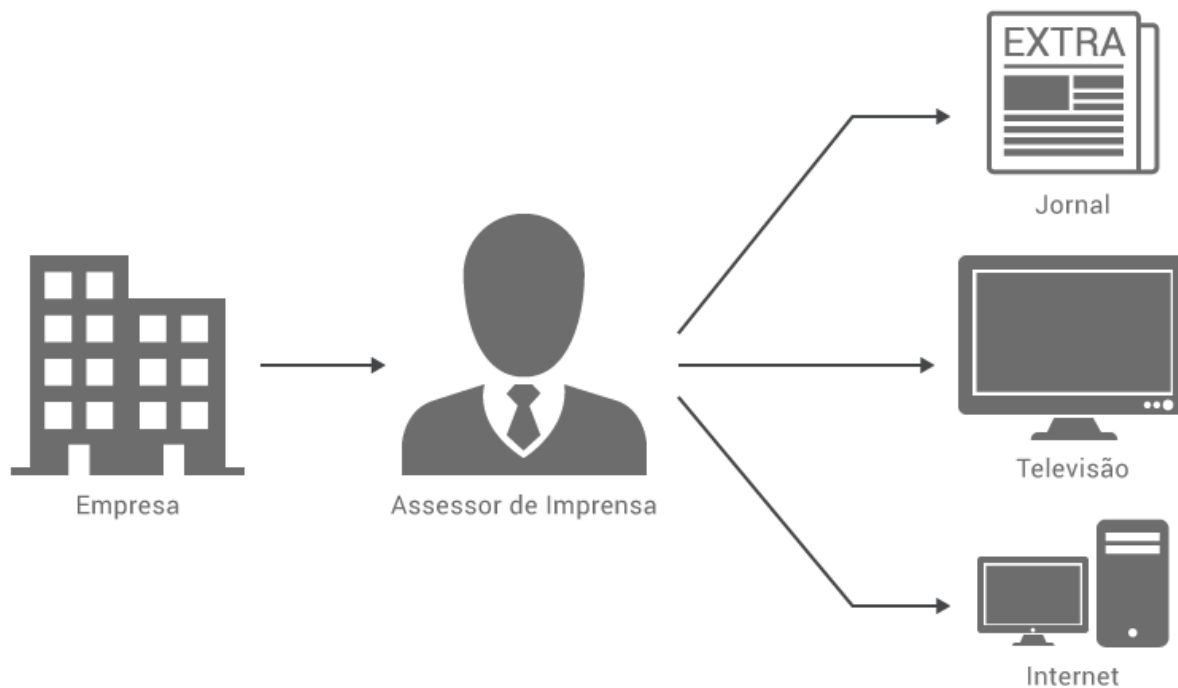 EXTRA
Jornal
Empresa
Assessor de Imprensa
Televisão
Internet